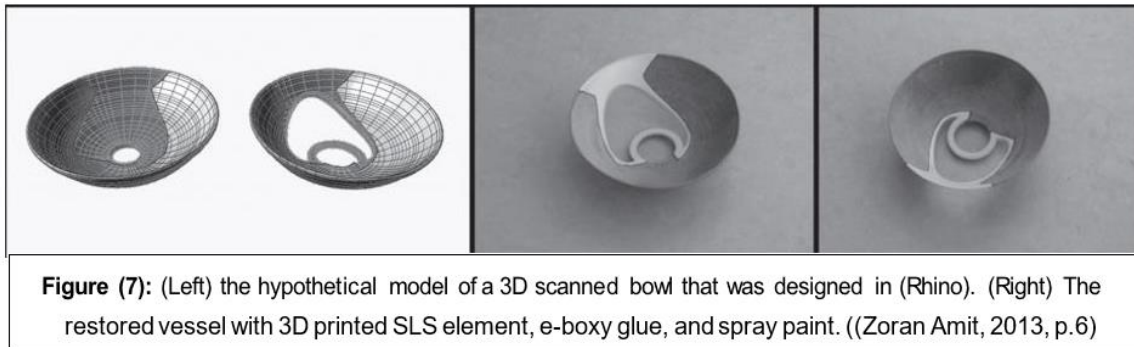 Figure (7): (Left) the hypothetical model of a 3D scanned bowl that was designed in (Rhino). (Right) The
restored vessel with 3D printed SLS element, e-boxy glue, and spray paint. ((Zoran Amit, 2013, p.6)